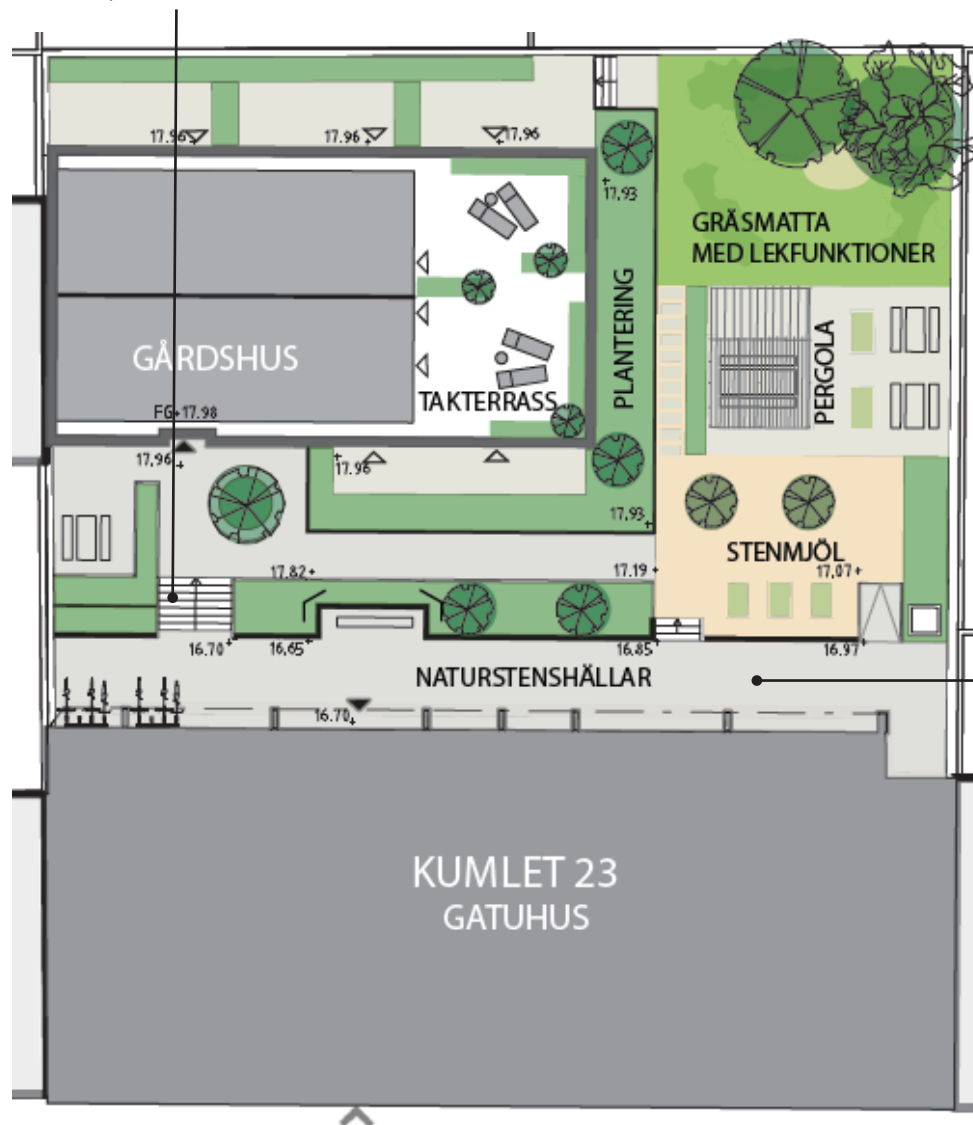 17.96 17.96 17.96
17.93
GRÄSMATTA
MED LEKFUNKTIONER
PLANTERING
PERGOLA
GÅRDSHUS
TAKTERRASS
FG+17.98
17.96
17.96
17.93
STENMJÖL
17.82 17.19 17.07
16.70 16.65 16.85 16.97
NATURSTENSHÄLLAR
16.70
KUMLET 23
GATUHUS